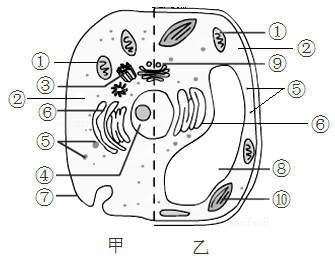 ① ①
② ③ ⑨ ②
⑥ ⑤
⑤ ⑥
④ ⑧
⑦ ⑩
甲 乙